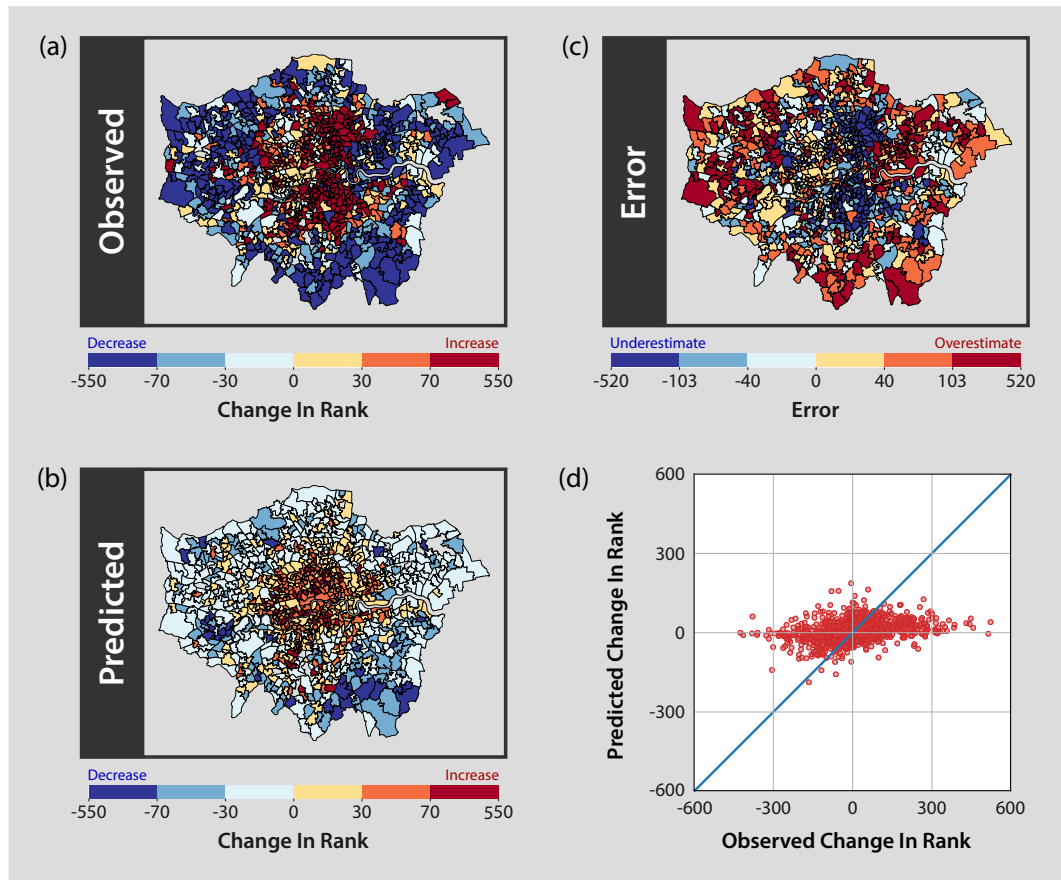 (a)
Observed
Decrease
Increase
-550 -70 -30 0 30 70 550
Change In Rank
(c)
Error
Underestimate
Overestimate
-520 -103 -40 0 40 103 520
Error
(b)
Predicted
Decrease
Increase
-550 -70 -30 0 30 70 550
Change In Rank
(d)
Predicted Change In Rank
600
300
0
-300
-600
-600 -300 0 300 600
Observed Change In Rank